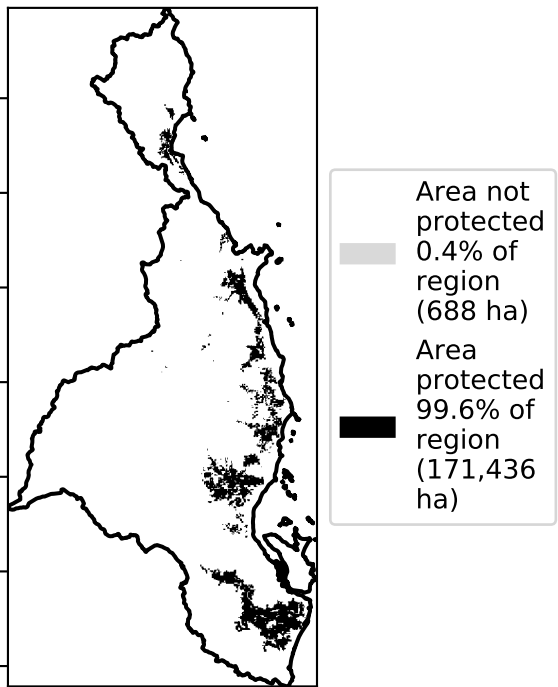 Area not
protected
0.4% of
region
(688 ha)
Area
protected
99.6% of
region
(171,436
ha)